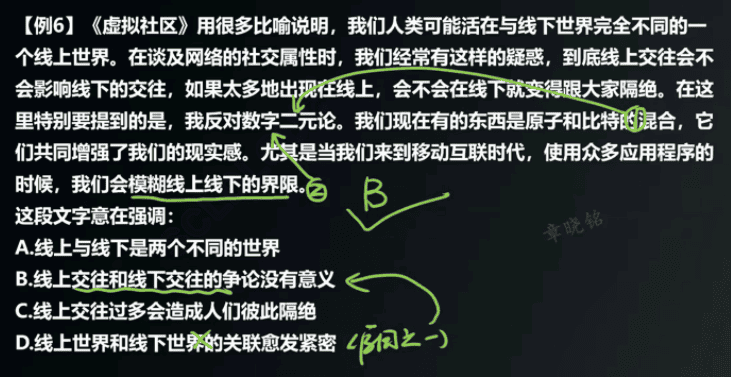 【例6】《虚拟社区》用很多比喻说明，我们人类可能活在与线下世界完全不同的一
个线上世界。在谈及网络的社交属性时，我们经常有这样的疑惑，到底线上交往会不
会影响线下的交往，如果太多地出现在线上，会不会在线下就变得跟大家隔绝。在这
里特别要提到的是，我反对数字二元论。我们现在有的东西是原子和比特的混合，它
①
们共同增强了我们的现实感。尤其是当我们来到移动互联时代，使用众多应用程序的
时候，我们会模糊线上线下的界限。
②
B
这段文字意在强调：
章晓铭
A.线上与线下是两个不同的世界
B.线上交往和线下交往的争论没有意义
C.线上交往过多会造成人们彼此隔绝
D.线上世界和线下世界的关联愈发紧密 (原因之一)